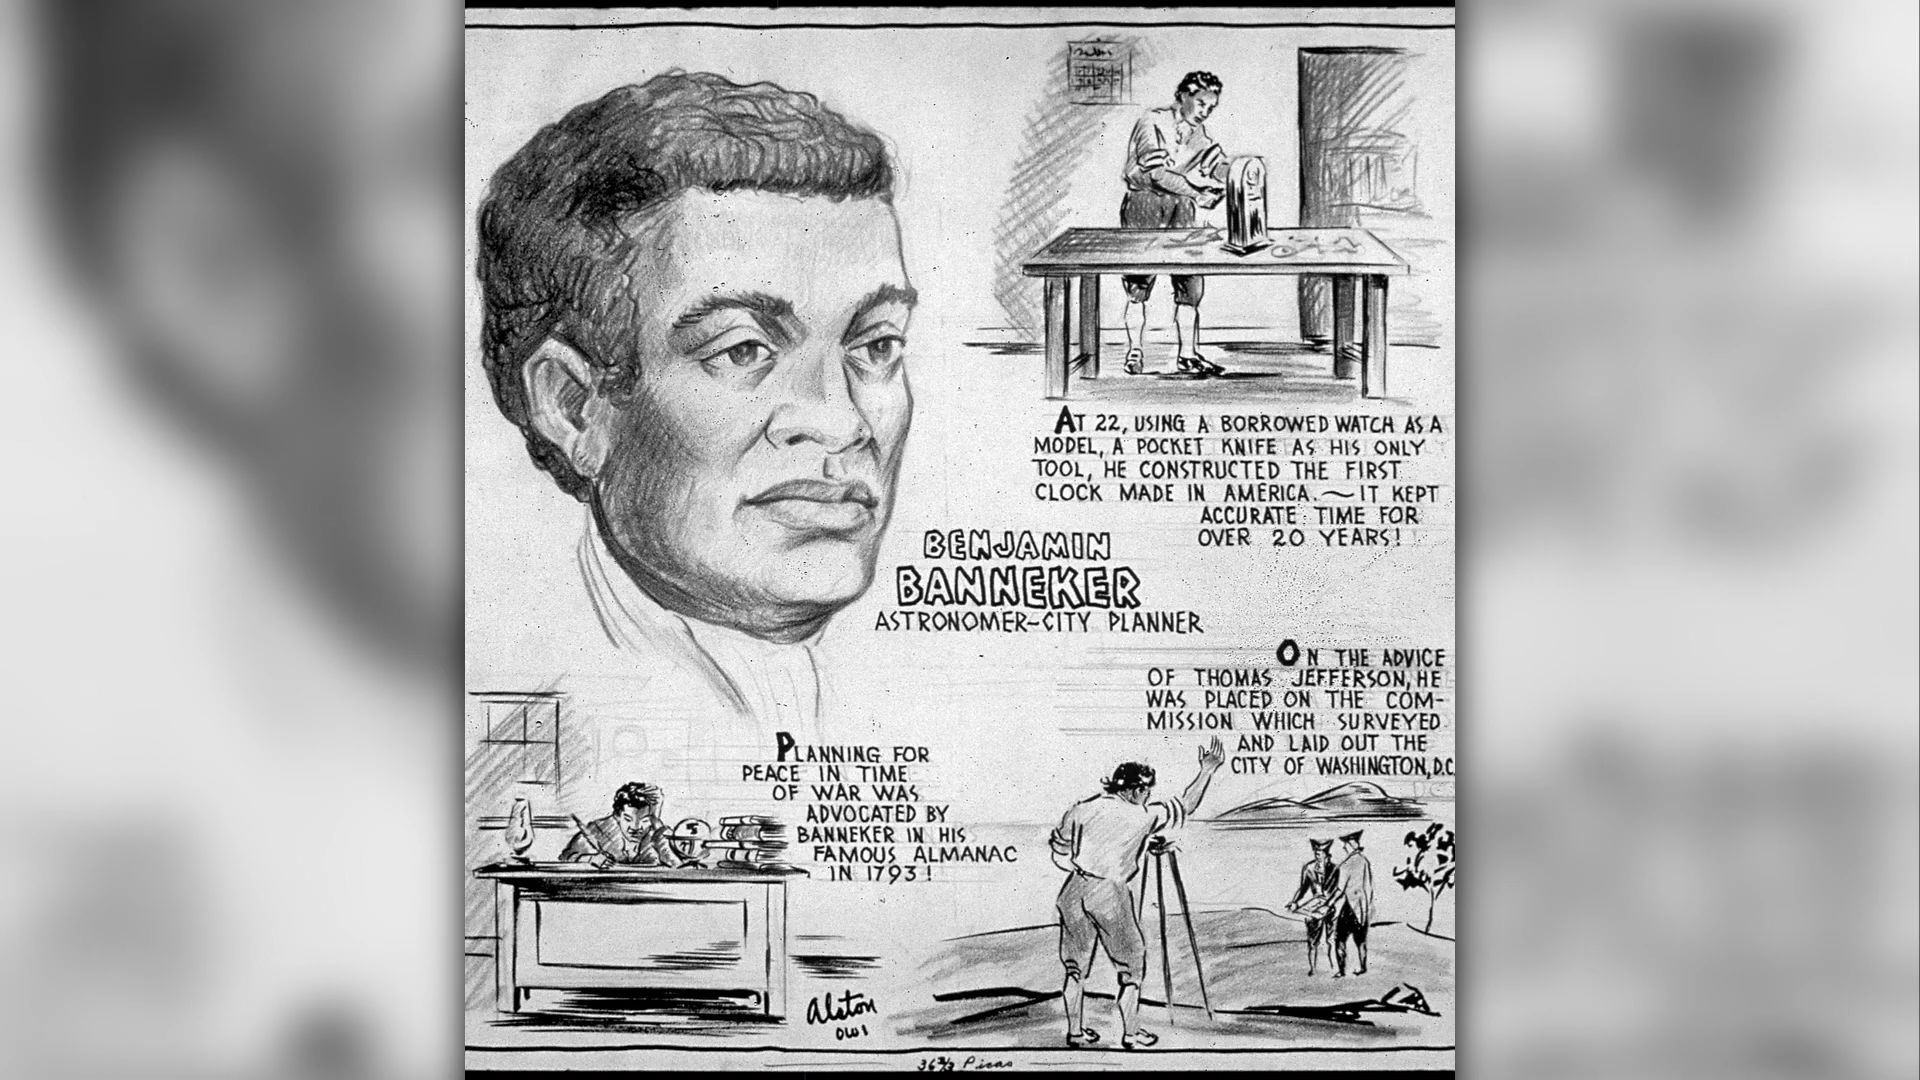 AT 22, USING A BORROWED WATCH AS A
MODEL, A POCKET KNIFE AS HIS ONLY
TOOL, HE CONSTRUCTED THE FIRST
CLOCK MADE IN AMERICA.~IT KEPT
ACCURATE TIME FOR
OVER 20 YEARS!
BENJAMIN
BANNEKER
ASTRONOMER-CITY PLANNER
ON THE ADVICE
OF THOMAS JEFFERSON, HE
WAS PLACED ON THE COM-
MISSION WHICH SURVEYED
AND LAID OUT THE
CITY OF WASHINGTON, D.C.
PLANNING FOR
PEACE IN TIME
OF WAR WAS
ADVOCATED BY
BANNEKER IN HIS
FAMOUS ALMANAC
IN 1793!
Alston
OWI
36⅔ Picas